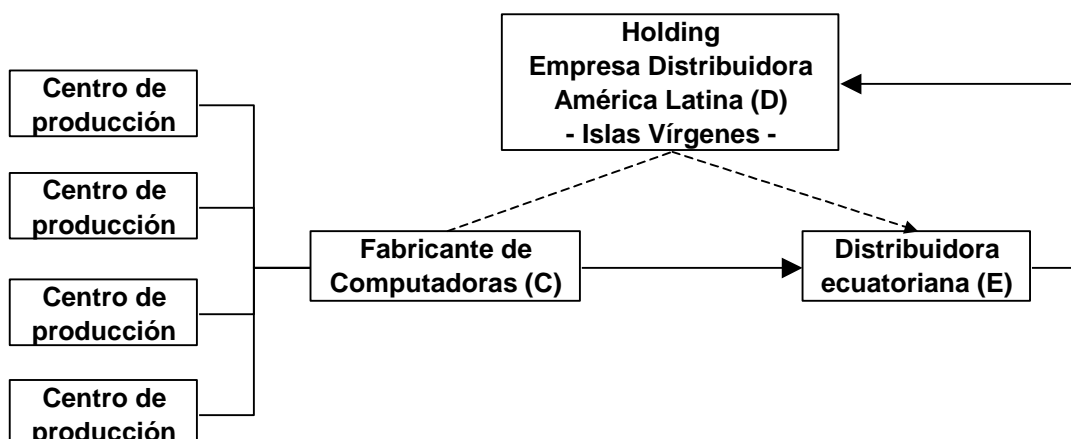 Holding
Empresa Distribuidora
América Latina (D)
- Islas Vírgenes -
Centro de
producción
Centro de
producción
Fabricante de
Computadoras (C)
Distribuidora
ecuatoriana (E)
Centro de
producción
Centro de
producción